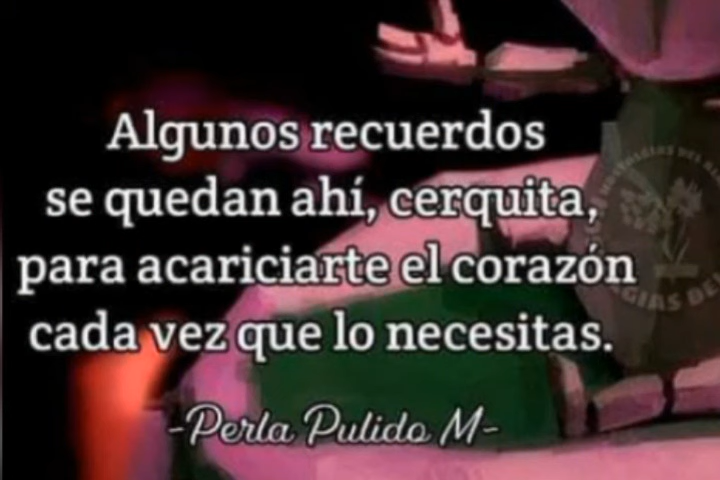 Algunos recuerdos
se quedan ahí, cerquita,
para acariciarte el corazón
cada vez que lo necesitas.
-Perla Pulido M-